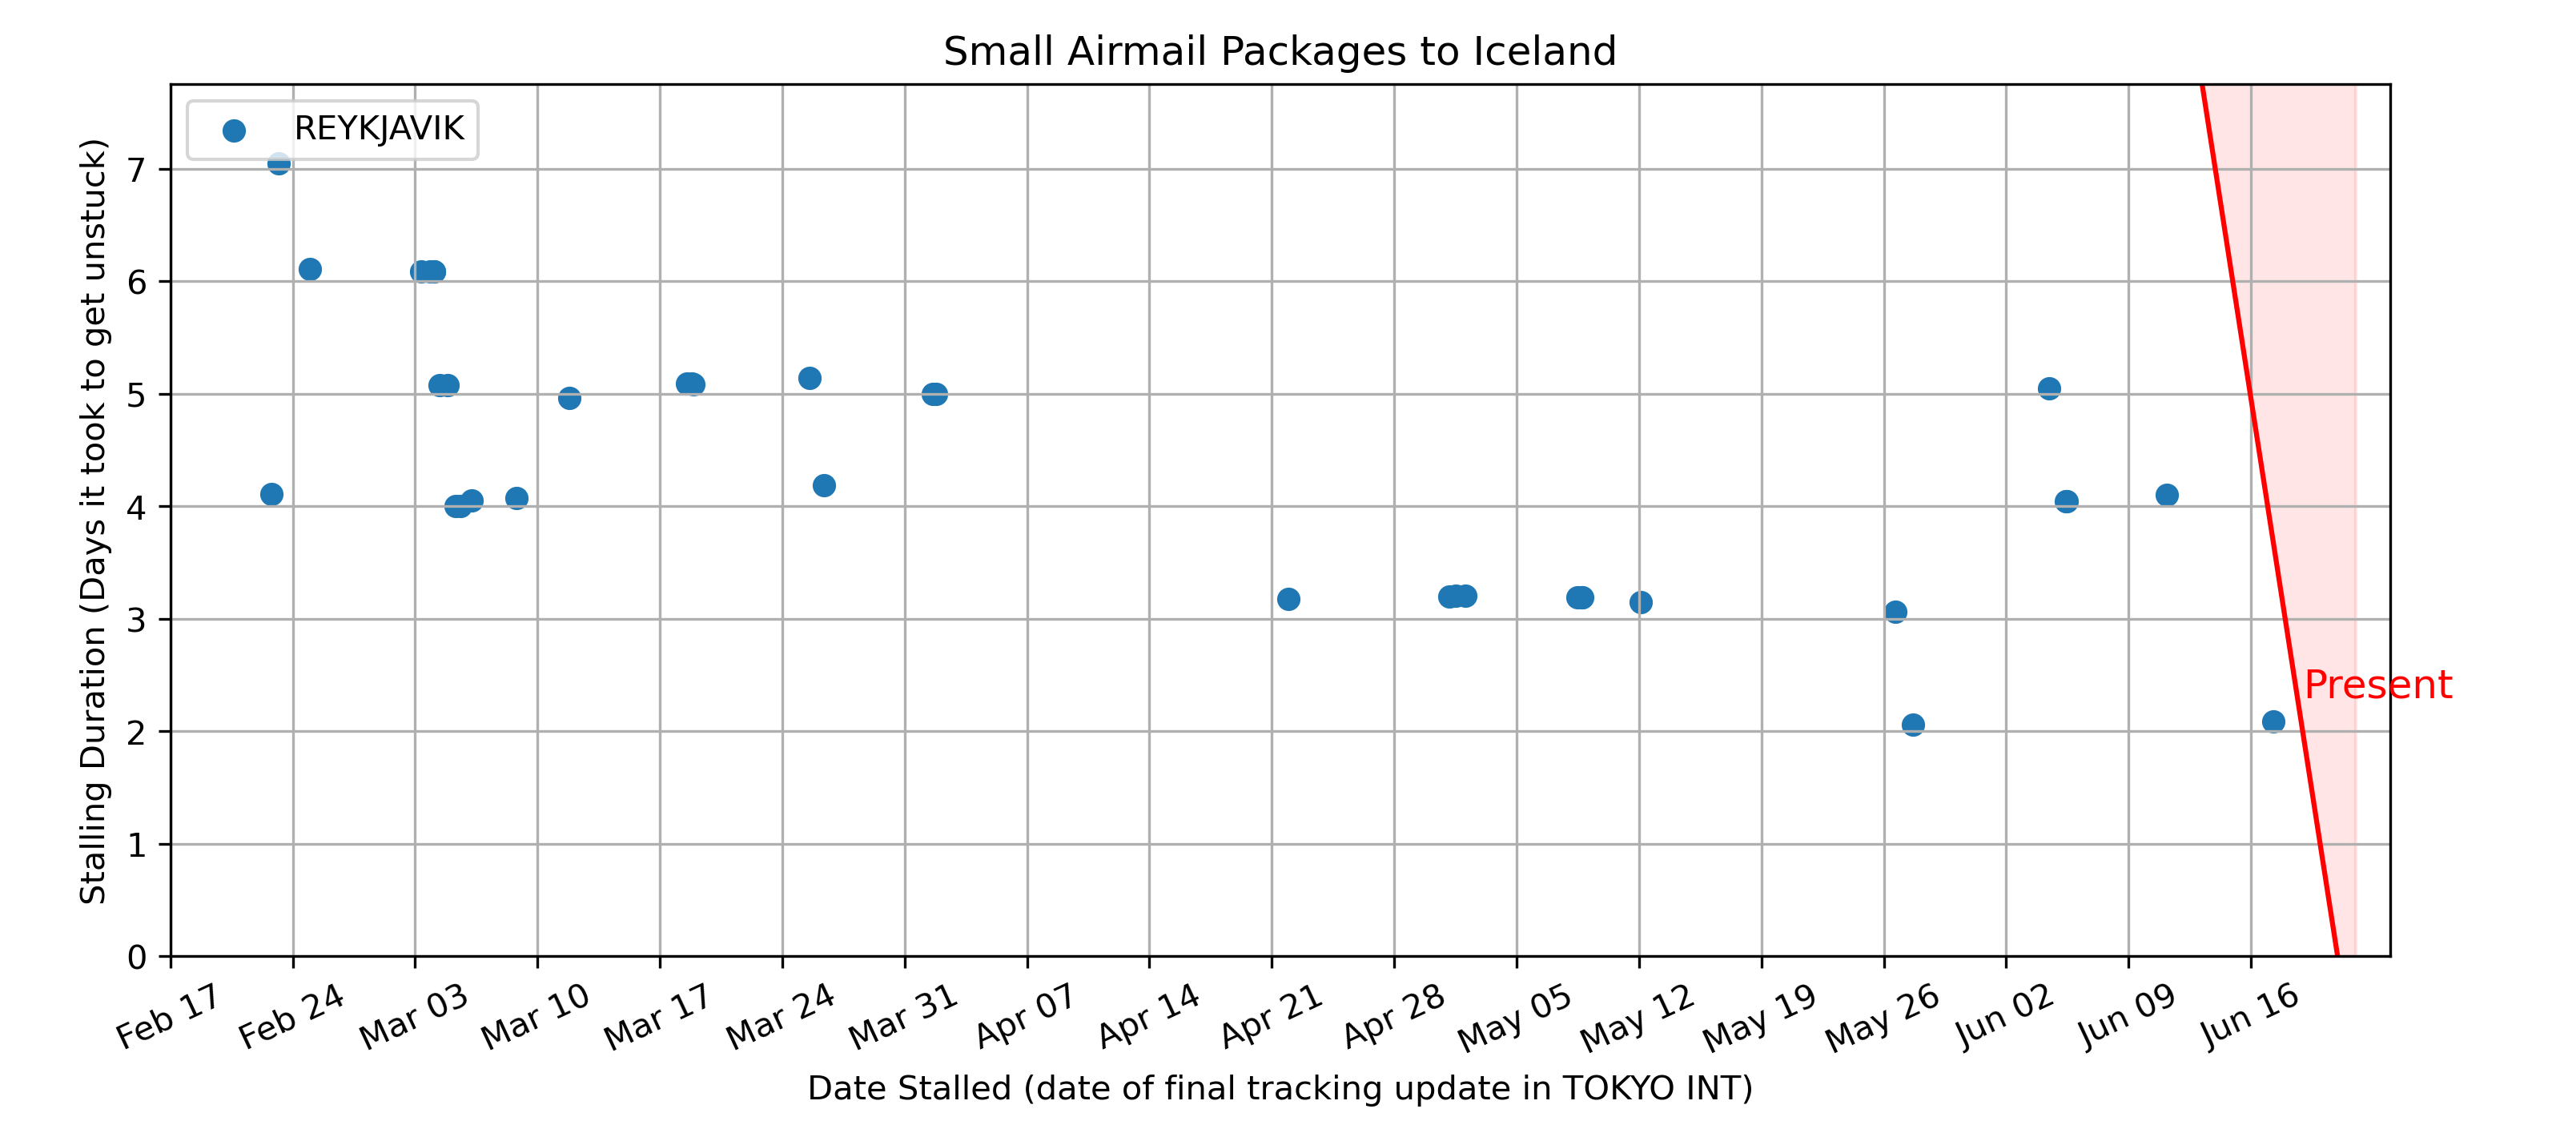 Small Airmail Packages to Iceland
REYKJAVIK
Stalling Duration (Days it took to get unstuck)
7
6
5
4
3
2
1
0
Present
Feb 17 Feb 24 Mar 03 Mar 10 Mar 17 Mar 24 Mar 31 Apr 07 Apr 14 Apr 21 Apr 28 May 05 May 12 May 19 May 26 Jun 02 Jun 09 Jun 16
Date Stalled (date of final tracking update in TOKYO INT)